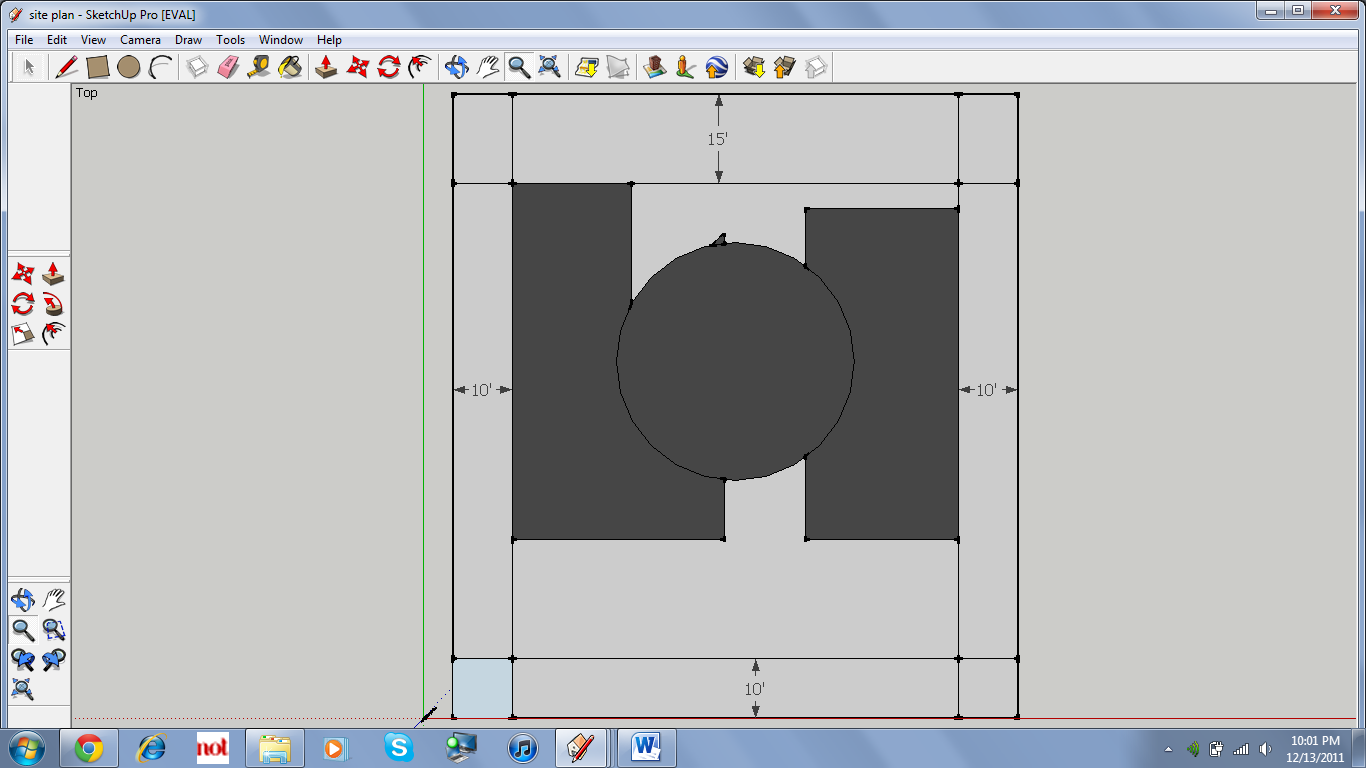 site plan - SketchUp Pro [EVAL]
File Edit View Camera Draw Tools Window Help
Top
15'
10'
10'
10'
not
10:01 PM
12/13/2011